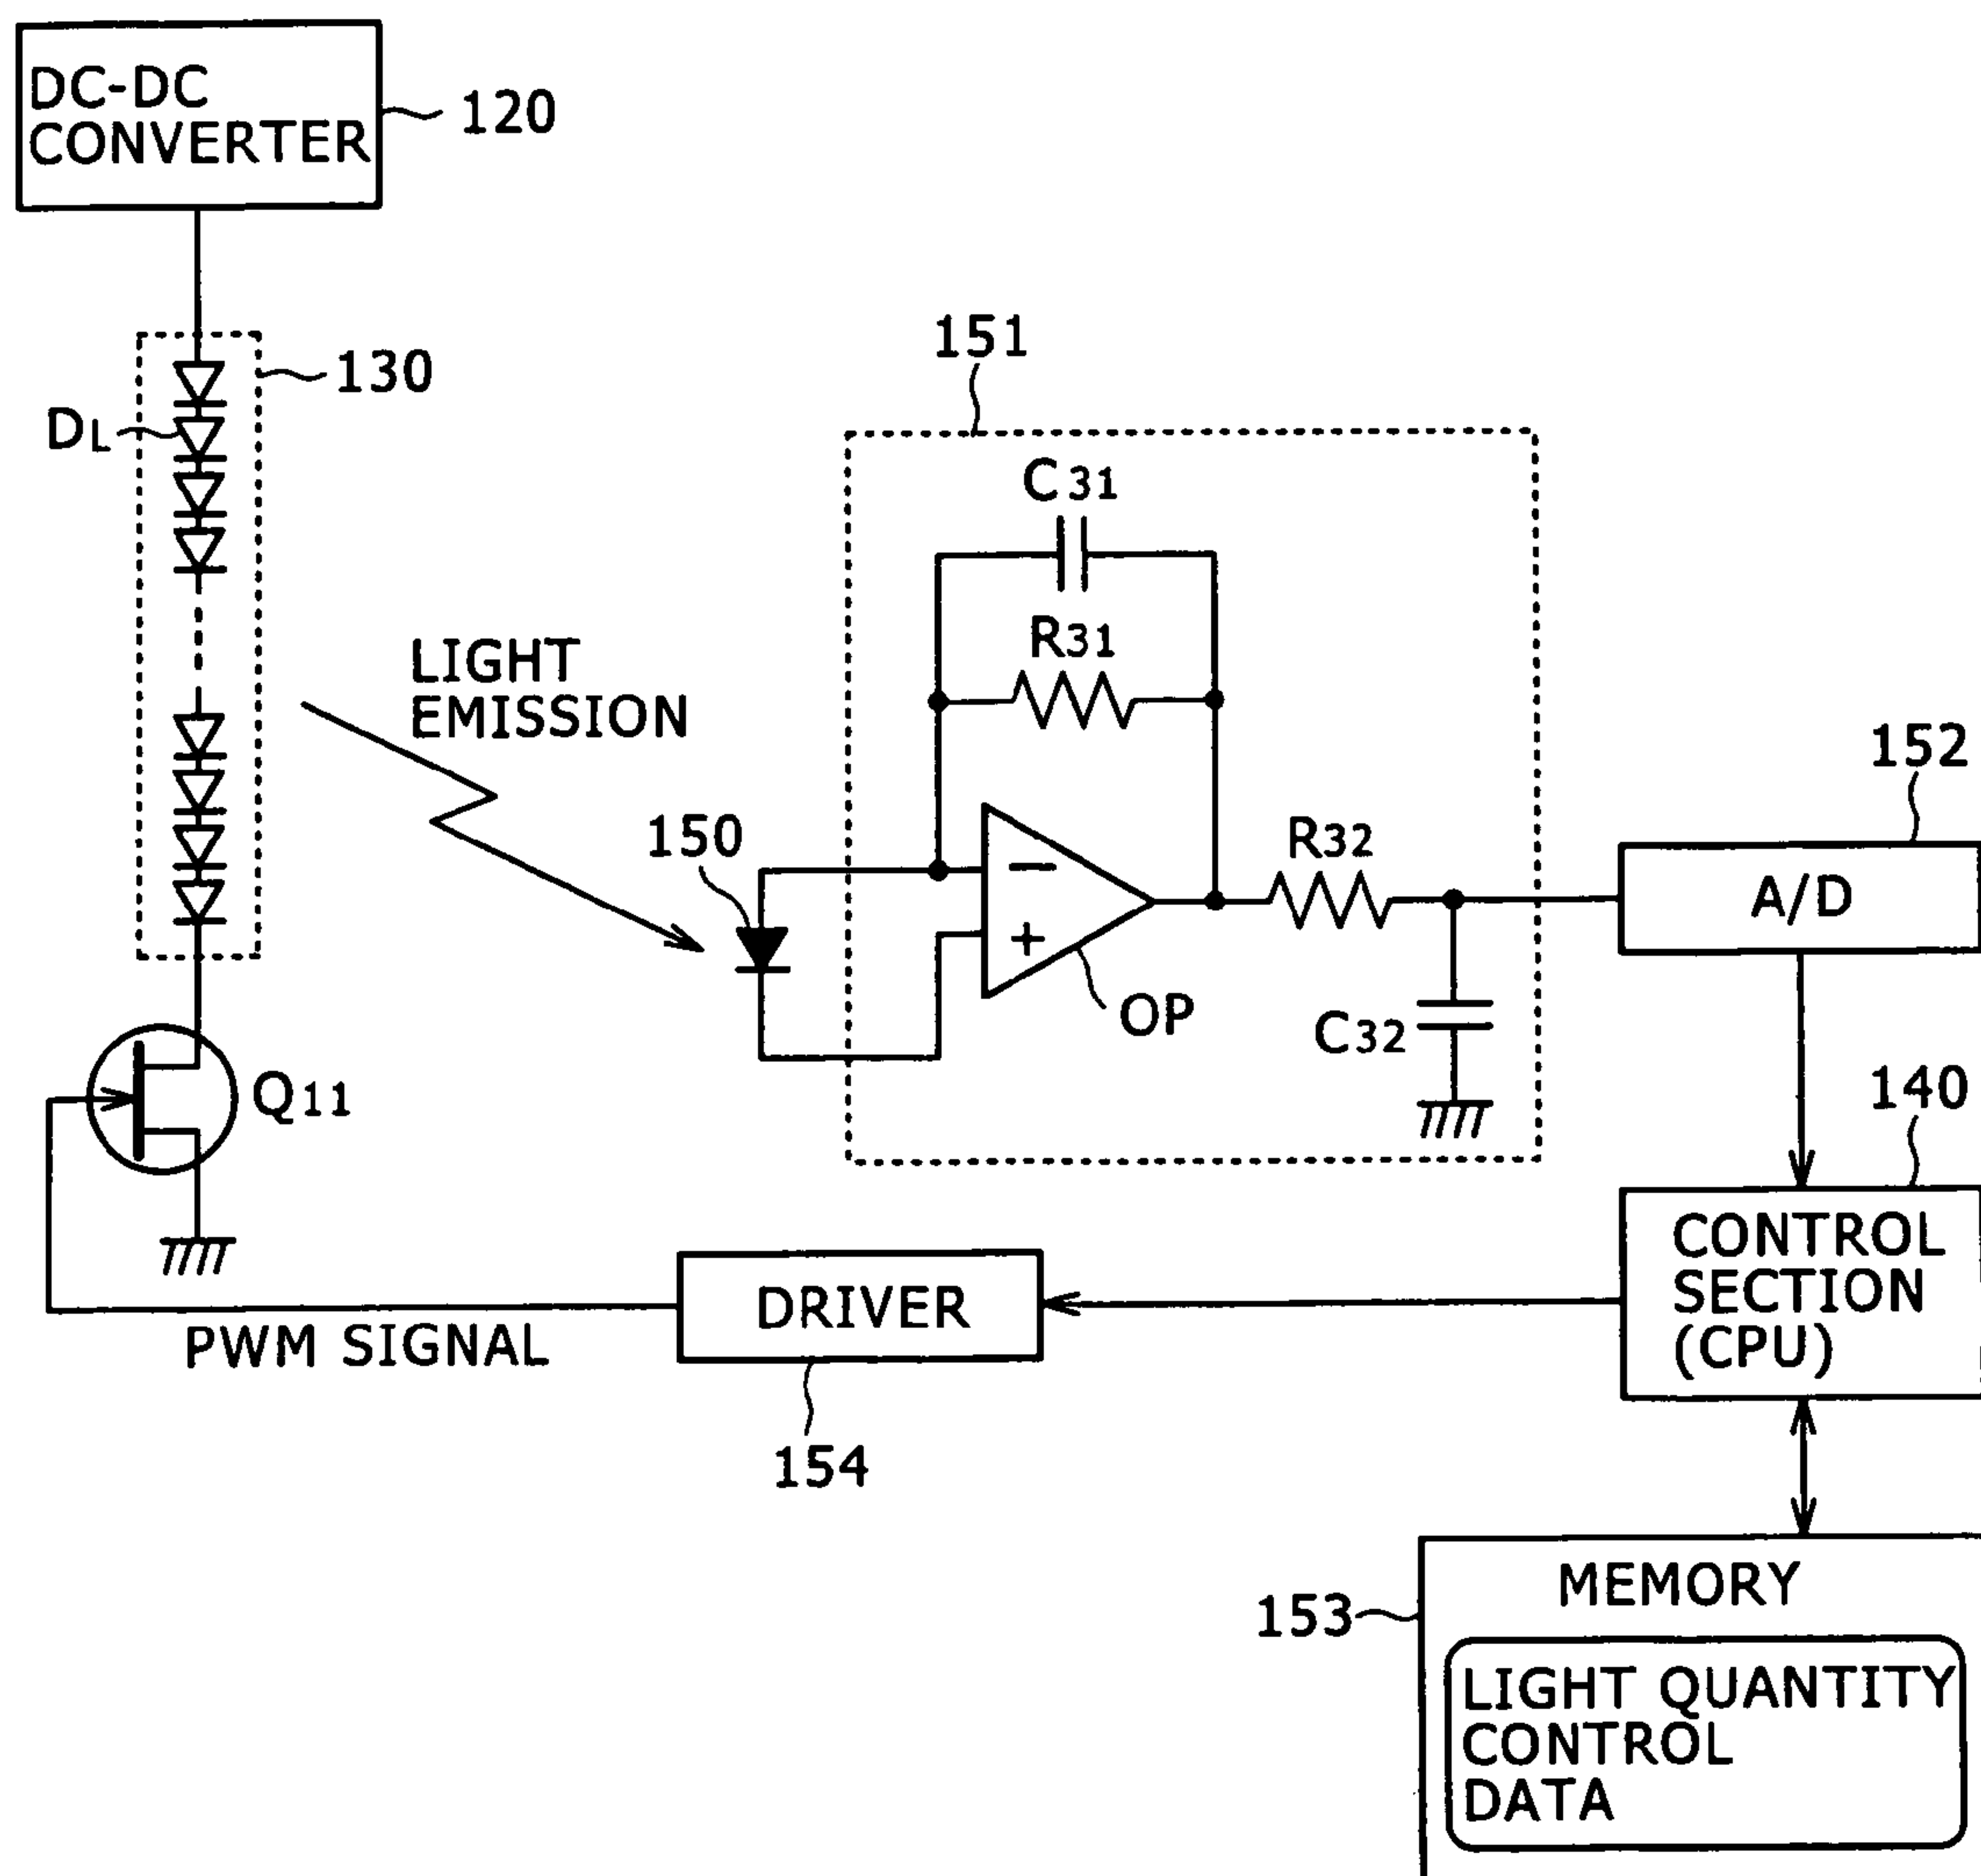 DC-DC
CONVERTER
120
130
DL
151
C31
R31
LIGHT
EMISSION
152
150
R32
A/D
−
+
OP
C32
140
Q11
CONTROL
SECTION
(CPU)
DRIVER
PWM SIGNAL
154
MEMORY
153
LIGHT QUANTITY
CONTROL
DATA